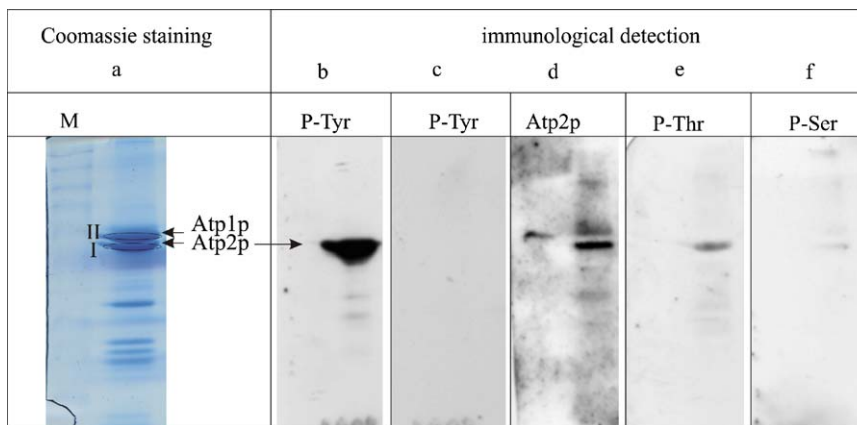 Coomassie staining
immunological detection
a
b
c
d
e
f
M
P-Tyr
P-Tyr
Atp2p
P-Thr
P-Ser
II
Atp1p
I
Atp2p